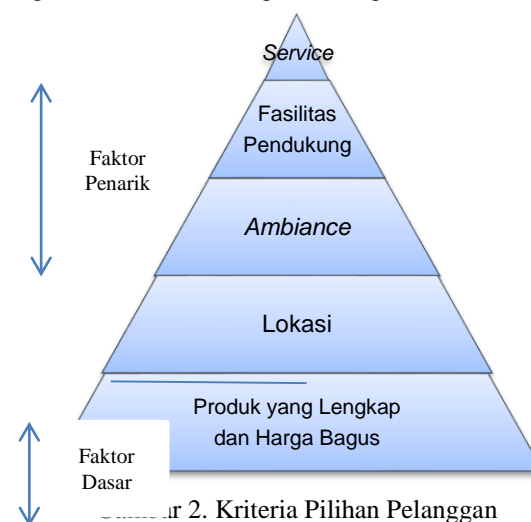 Service
Fasilitas
Pendukung
Faktor
Penarik
Ambiance
Lokasi
Produk yang Lengkap
dan Harga Bagus
Faktor
Dasar
2. Kriteria Pilihan Pelanggan